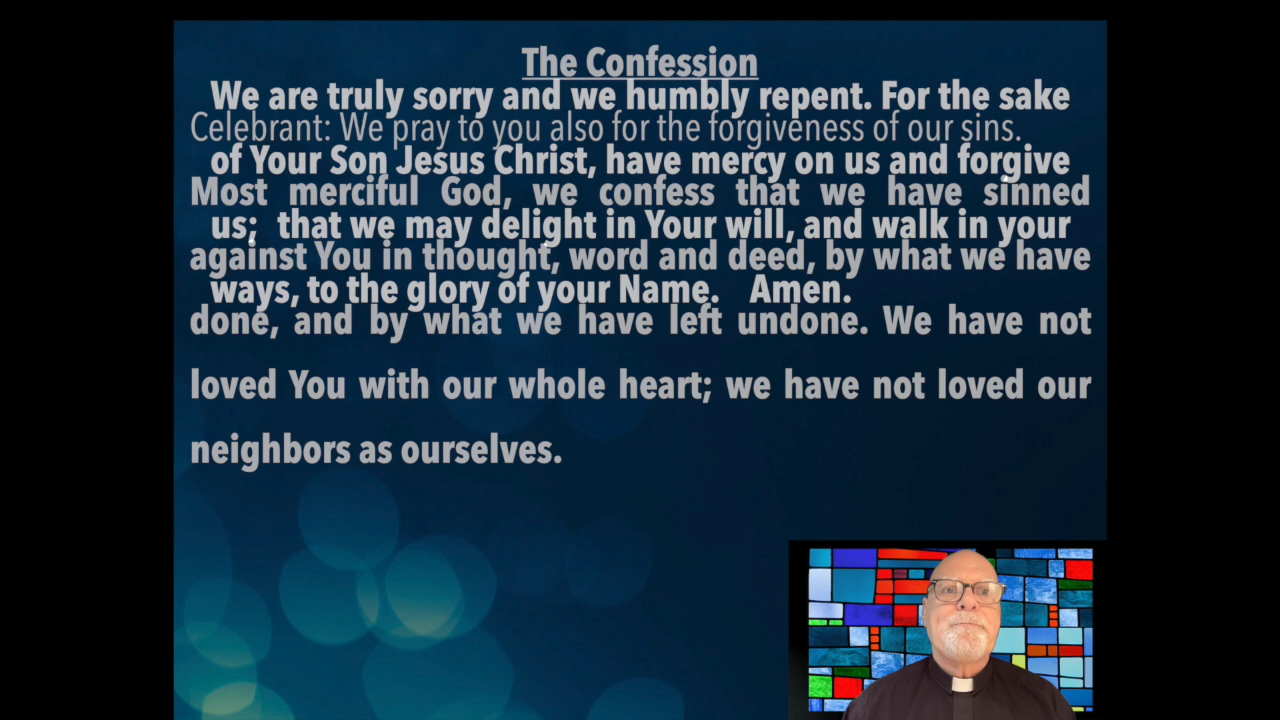 The Confession
We are truly sorry and we humbly repent. For the sake
Celebrant: We pray to you also for the forgiveness of our sins.
of Your Son Jesus Christ, have mercy on us and forgive
Most merciful God, we confess that we have sinned
us; that we may delight in Your will, and walk in your
against You in thought, word and deed, by what we have
ways, to the glory of your Name. Amen.
done, and by what we have left undone. We have not
loved You with our whole heart; we have not loved our
neighbors as ourselves.